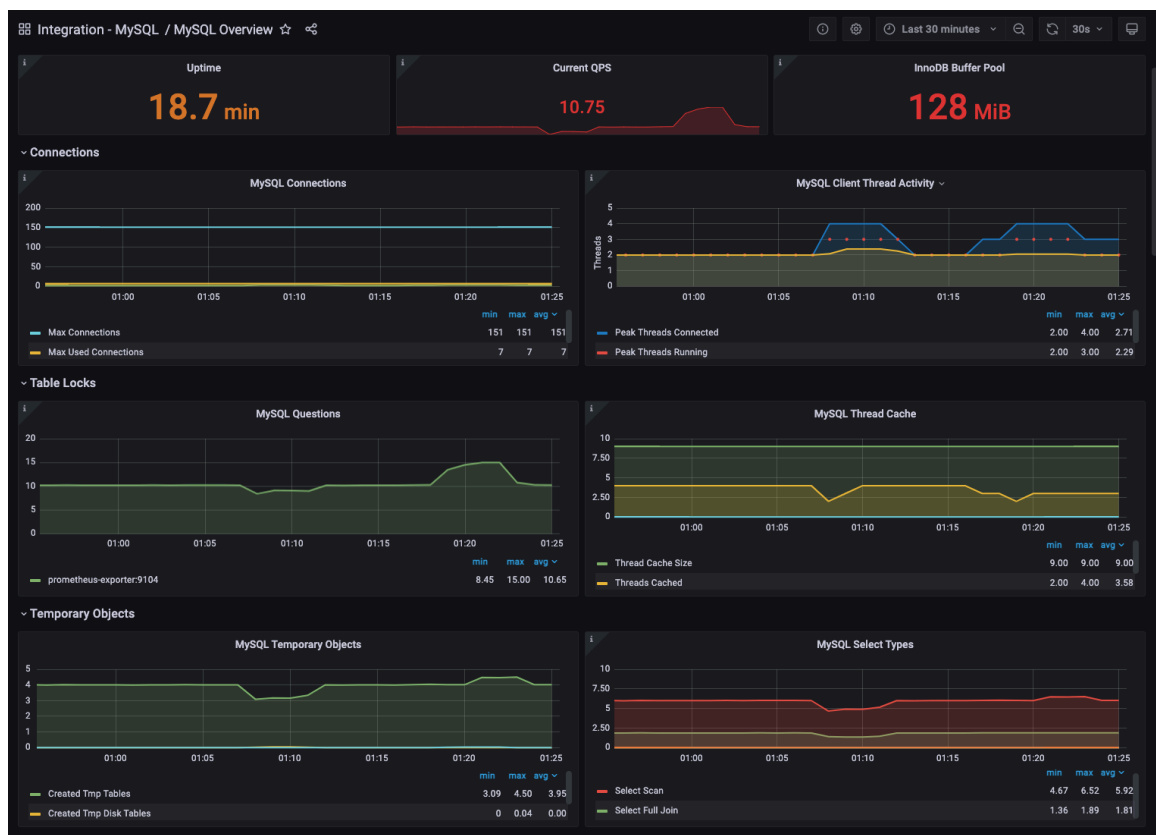 Integration - MySQL / MySQL Overview
Last 30 minutes
30s
Uptime
18.7 min
Current QPS
10.75
InnoDB Buffer Pool
128 MiB
Connections
MySQL Connections
200
150
100
50
0
01:00 01:05 01:10 01:15 01:20 01:25
min max avg
Max Connections 151 151 151
Max Used Connections 7 7 7
MySQL Client Thread Activity
Threads
5
4
3
2
1
0
01:00 01:05 01:10 01:15 01:20 01:25
min max avg
Peak Threads Connected 2.00 4.00 2.71
Peak Threads Running 2.00 3.00 2.29
Table Locks
MySQL Questions
20
15
10
5
0
01:00 01:05 01:10 01:15 01:20 01:25
min max avg
prometheus-exporter:9104 8.45 15.00 10.65
MySQL Thread Cache
10
7.50
5
2.50
0
01:00 01:05 01:10 01:15 01:20 01:25
min max avg
Thread Cache Size 9.00 9.00 9.00
Threads Cached 2.00 4.00 3.58
Temporary Objects
MySQL Temporary Objects
5
4
3
2
1
0
01:00 01:05 01:10 01:15 01:20 01:25
min max avg
Created Tmp Tables 3.09 4.50 3.95
Created Tmp Disk Tables 0 0.04 0.00
MySQL Select Types
10
7.50
5
2.50
0
01:00 01:05 01:10 01:15 01:20 01:25
min max avg
Select Scan 4.67 6.52 5.92
Select Full Join 1.36 1.89 1.81